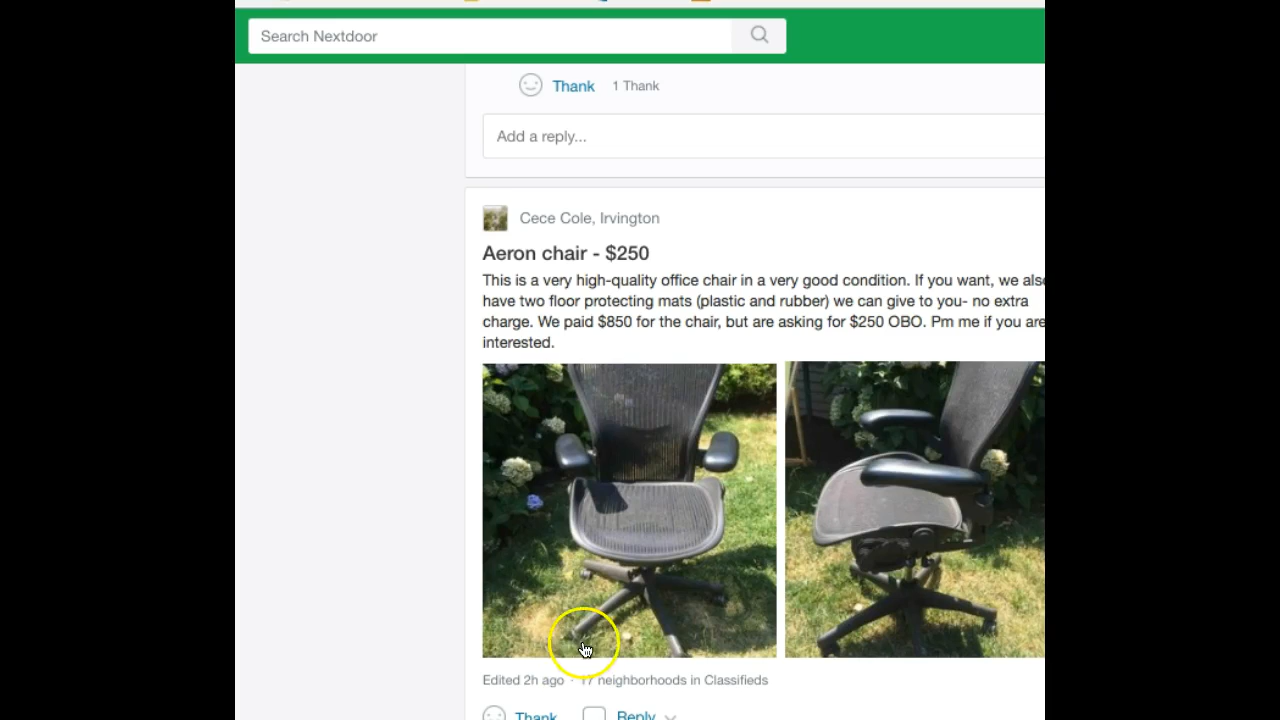 Search Nextdoor
Thank 1 Thank
Add a reply...
Cece Cole, Irvington
Aeron chair - $250
This is a very high-quality office chair in a very good condition. If you want, we also
have two floor protecting mats (plastic and rubber) we can give to you- no extra
charge. We paid $850 for the chair, but are asking for $250 OBO. Pm me if you are
interested.
Edited 2h ago · 17 neighborhoods in Classifieds
Thank Reply